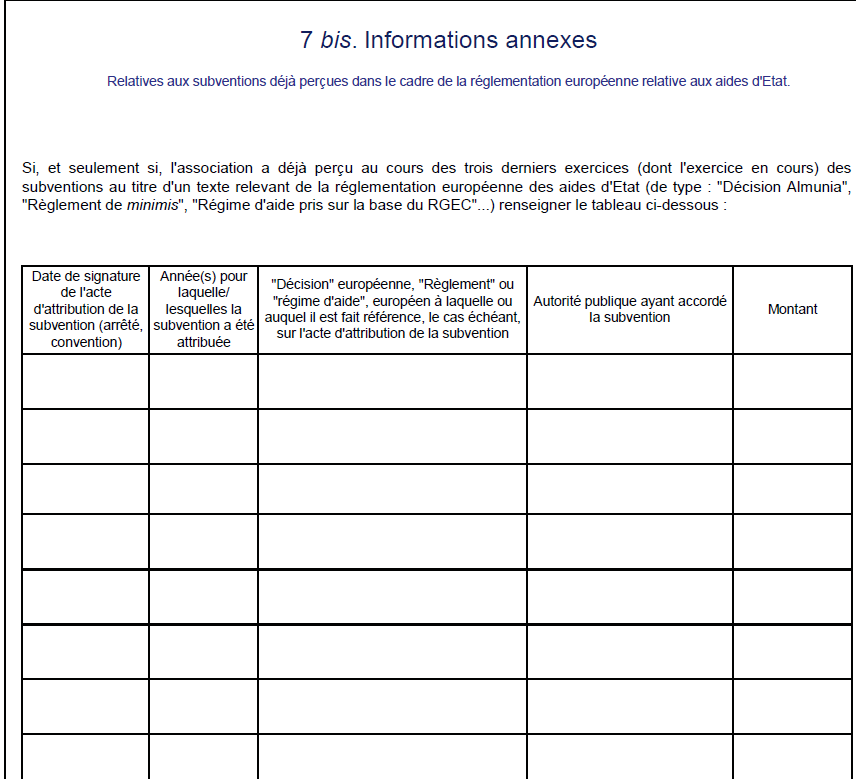 7 bis. Informations annexes
Relatives aux subventions déjà perçues dans le cadre de la réglementation européenne relative aux aides d'Etat.
Si, et seulement si, l'association a déjà perçu au cours des trois derniers exercices (dont l'exercice en cours) des
subventions au titre d'un texte relevant de la réglementation européenne des aides d'Etat (de type : "Décision Almunia",
"Règlement de minimis", "Régime d'aide pris sur la base du RGEC"...) renseigner le tableau ci-dessous :
Date de signature
de l'acte
d'attribution de la
subvention (arrêté,
convention)
Année(s) pour
laquelle/
lesquelles la
subvention a été
attribuée
"Décision" européenne, "Règlement" ou
"régime d'aide", européen à laquelle ou
auquel il est fait référence, le cas échéant,
sur l'acte d'attribution de la subvention
Autorité publique ayant accordé
la subvention
Montant